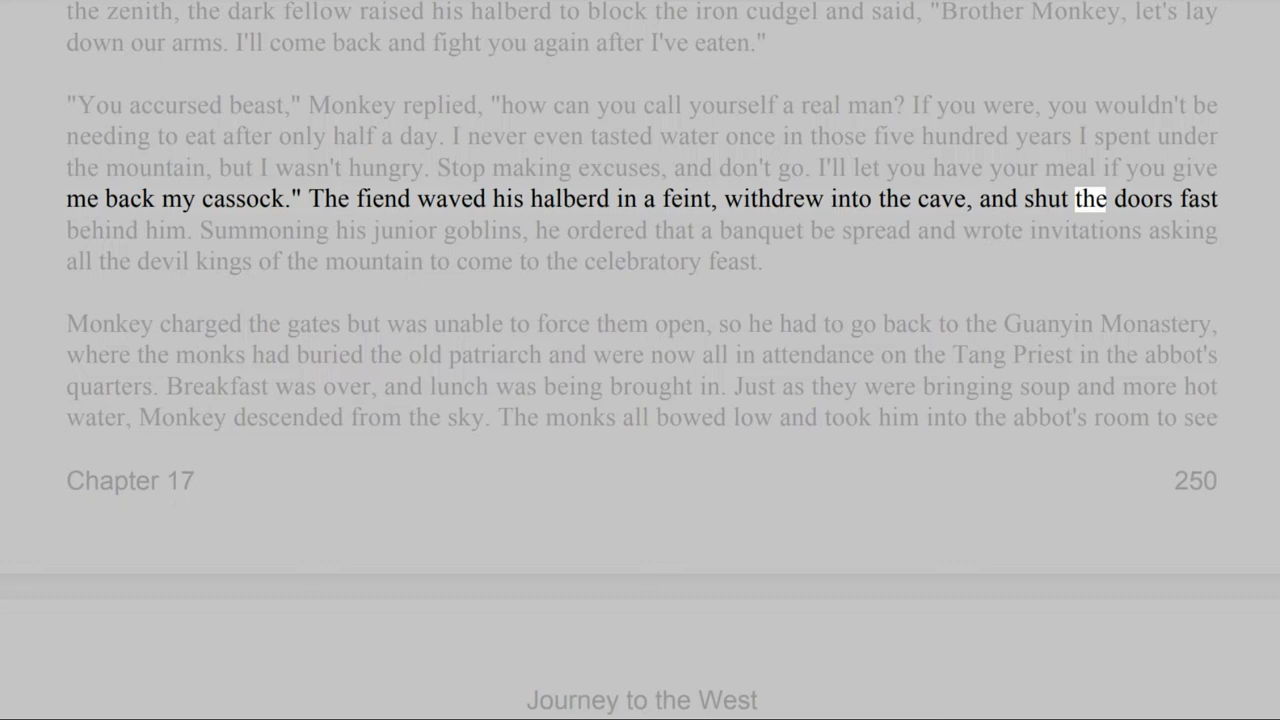 the zenith, the dark fellow raised his halberd to block the iron cudgel and said, "Brother Monkey, let's lay
down our arms. I'll come back and fight you again after I've eaten."
"You accursed beast," Monkey replied, "how can you call yourself a real man? If you were, you wouldn't be
needing to eat after only half a day. I never even tasted water once in those five hundred years I spent under
the mountain, but I wasn't hungry. Stop making excuses, and don't go. I'll let you have your meal if you give
me back my cassock." The fiend waved his halberd in a feint, withdrew into the cave, and shut the doors fast
behind him. Summoning his junior goblins, he ordered that a banquet be spread and wrote invitations asking
all the devil kings of the mountain to come to the celebratory feast.
Monkey charged the gates but was unable to force them open, so he had to go back to the Guanyin Monastery,
where the monks had buried the old patriarch and were now all in attendance on the Tang Priest in the abbot's
quarters. Breakfast was over, and lunch was being brought in. Just as they were bringing soup and more hot
water, Monkey descended from the sky. The monks all bowed low and took him into the abbot's room to see
Chapter 17 250
Journey to the West